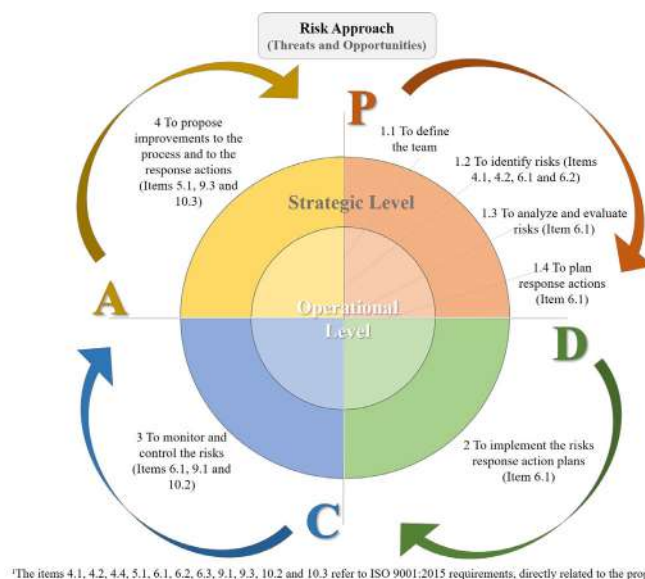 Risk Approach
(Threats and Opportunities)
P
1.1 To define
the team
1.2 To identify risks (Items
4.1, 4.2, 6.1 and 6.2)
1.3 To analyze and evaluate
risks (Item 6.1)
1.4 To plan
response actions
(Item 6.1)
4 To propose
improvements to the
process and to the
response actions
(Items 5.1, 9.3 and
10.3)
Strategic Level
Operational
Level
A
D
3 To monitor and
control the risks
(Items 6.1, 9.1 and
10.2)
2 To implement the risks
response action plans
(Item 6.1)
C
¹The items 4.1, 4.2, 4.4, 5.1, 6.1, 6.2, 6.3, 9.1, 9.3, 10.2 and 10.3 refer to ISO 9001:2015 requirements, directly related to the